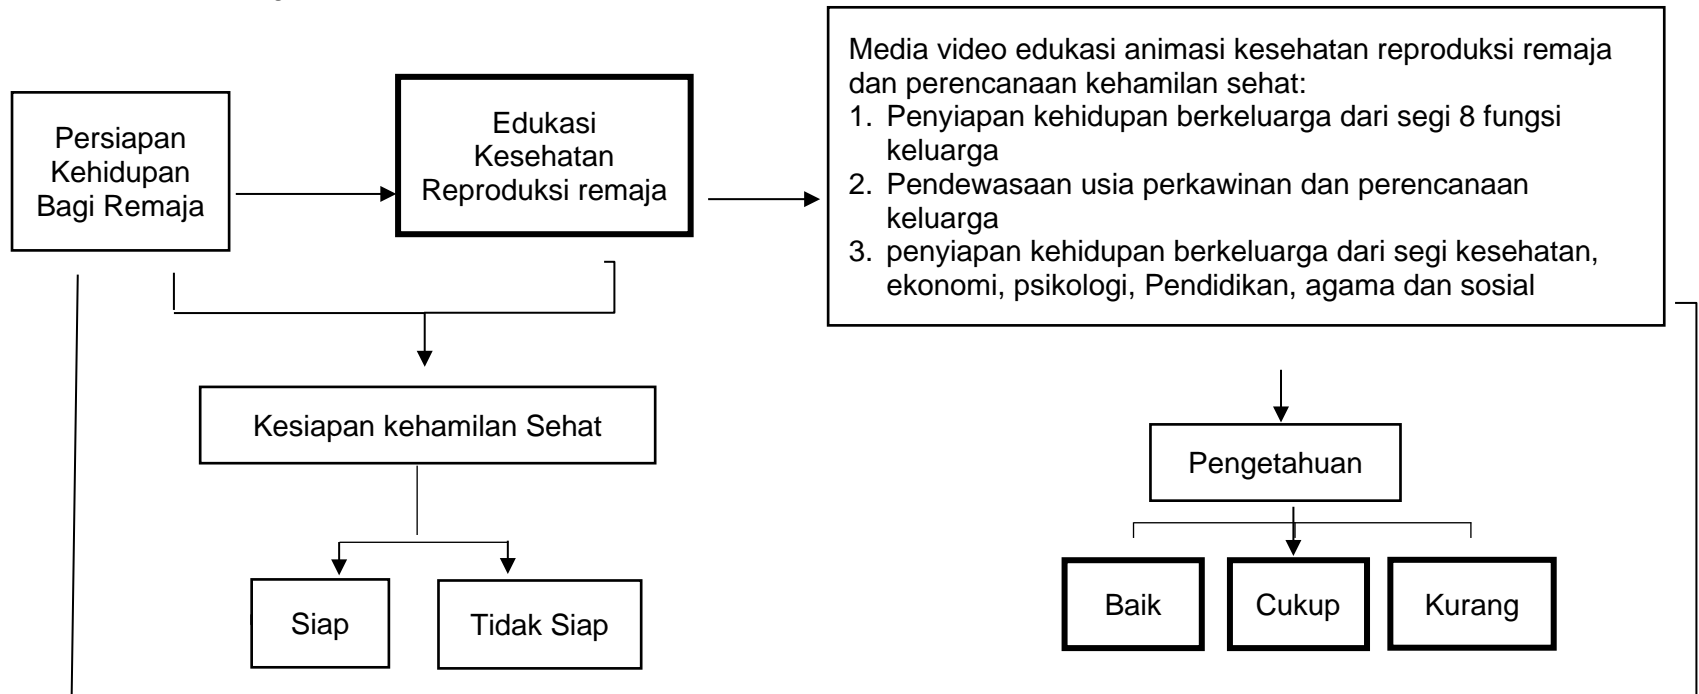 Persiapan
Kehidupan
Bagi Remaja
Edukasi
Kesehatan
Reproduksi remaja
Media video edukasi animasi kesehatan reproduksi remaja
dan perencanaan kehamilan sehat:
1. Penyiapan kehidupan berkeluarga dari segi 8 fungsi
keluarga
2. Pendewasaan usia perkawinan dan perencanaan
keluarga
3. penyiapan kehidupan berkeluarga dari segi kesehatan,
ekonomi, psikologi, Pendidikan, agama dan sosial
Kesiapan kehamilan Sehat
Siap
Tidak Siap
Pengetahuan
Baik
Cukup
Kurang